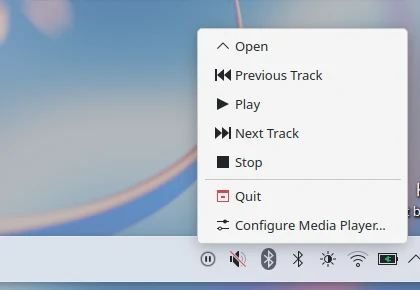 Open
Previous Track
Play
Next Track
Stop
Quit
Configure Media Player...